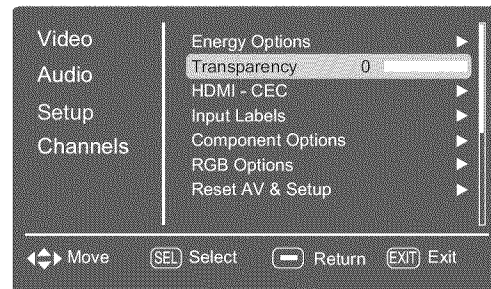 Video
Audio
Setup
Channels
Energy Options
Transparency 0
HDMI - CEC
Input Labels
Component Options
RGB Options
Reset AV & Setup
Move SEL Select Return EXIT Exit